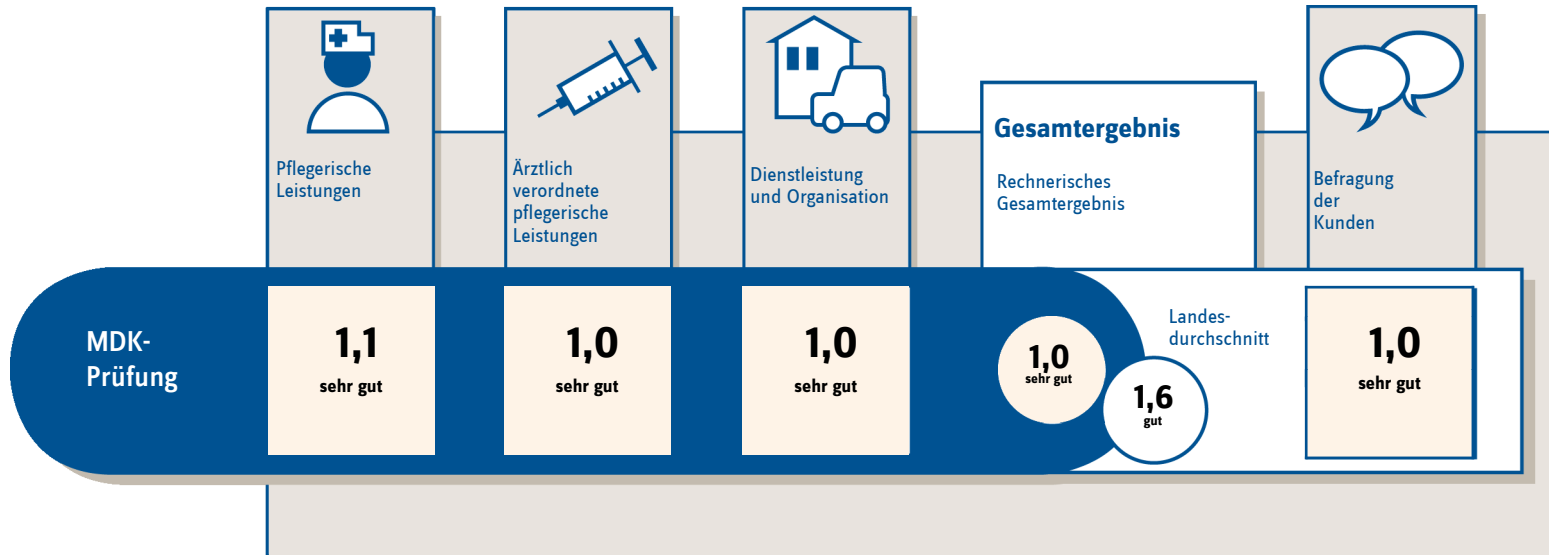 Pflegerische
Leistungen
Ärztlich
verordnete
pflegerische
Leistungen
Dienstleistung
und Organisation
Gesamtergebnis
Rechnerisches
Gesamtergebnis
Befragung
der
Kunden
MDK-
Prüfung
1,1
sehr gut
1,0
sehr gut
1,0
sehr gut
1,0
sehr gut
Landes-
durchschnitt
1,6
gut
1,0
sehr gut